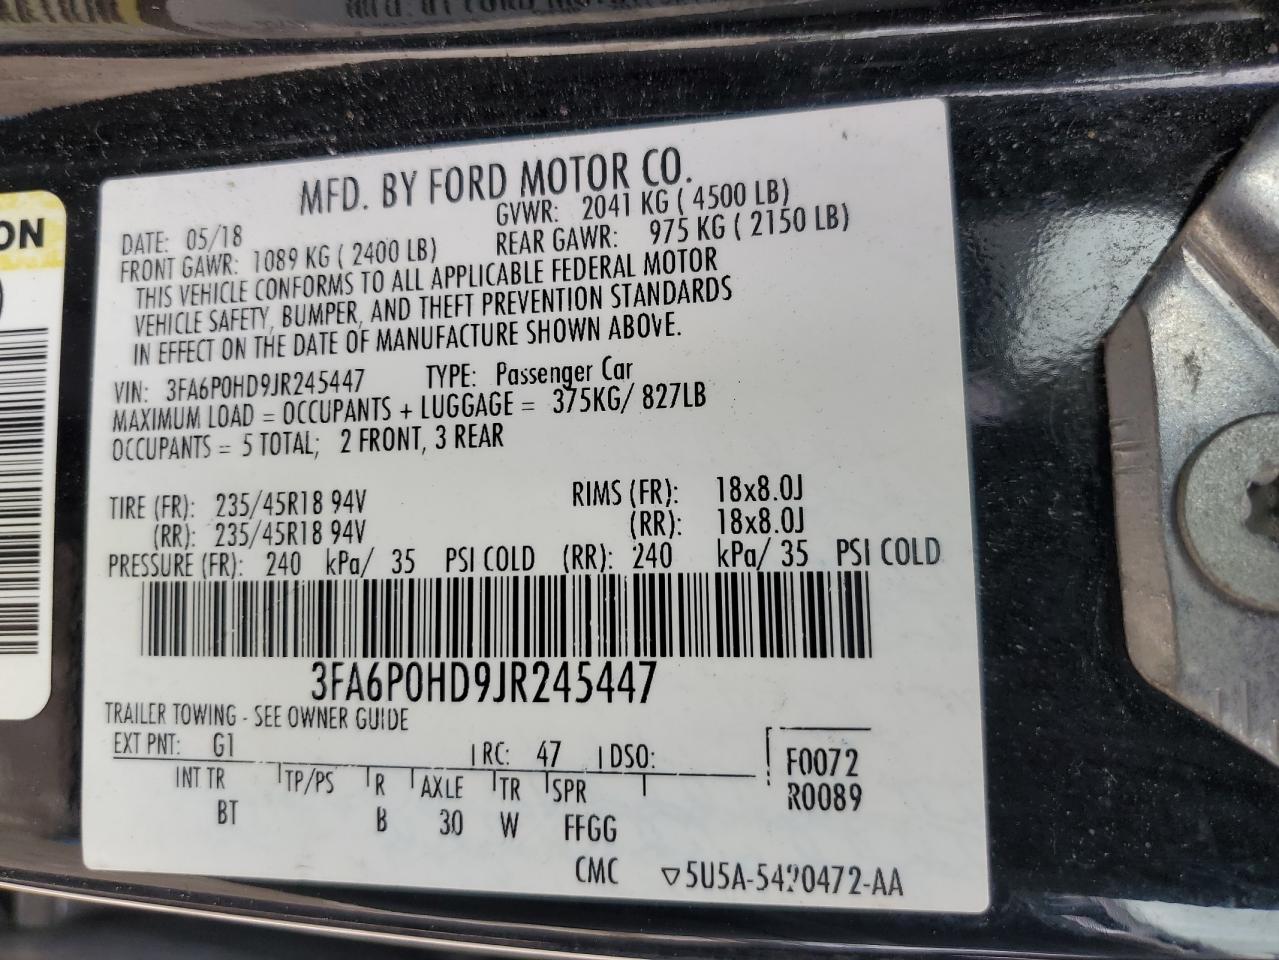 MFD. BY FORD MOTOR CO.
DATE: 05/18 GVWR: 2041 KG ( 4500 LB)
FRONT GAWR: 1089 KG ( 2400 LB) REAR GAWR: 975 KG ( 2150 LB)
THIS VEHICLE CONFORMS TO ALL APPLICABLE FEDERAL MOTOR
VEHICLE SAFETY, BUMPER, AND THEFT PREVENTION STANDARDS
IN EFFECT ON THE DATE OF MANUFACTURE SHOWN ABOVE.
VIN: 3FA6P0HD9JR245447 TYPE: Passenger Car
MAXIMUM LOAD = OCCUPANTS + LUGGAGE = 375KG/ 827LB
OCCUPANTS = 5 TOTAL; 2 FRONT, 3 REAR
TIRE (FR): 235/45R18 94V RIMS (FR): 18x8.0J
(RR): 235/45R18 94V (RR): 18x8.0J
PRESSURE (FR): 240 kPa/ 35 PSI COLD (RR): 240 kPa/ 35 PSI COLD
3FA6P0HD9JR245447
TRAILER TOWING - SEE OWNER GUIDE
EXT PNT: G1 RC: 47 DSO: F0072
INT TR TP/PS R AXLE TR SPR R0089
BT B 30 W FFGG
CMC ▽5U5A-5420472-AA
ON